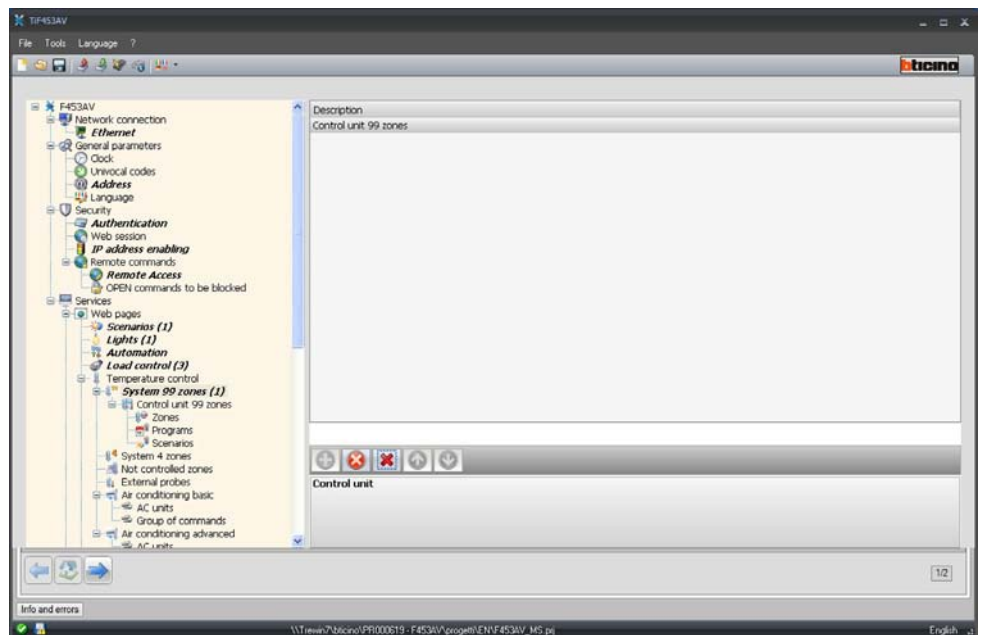 TiF453AV
File Tools Language ?
bticino
F453AV
Network connection
Ethernet
General parameters
Clock
Univocal codes
Address
Language
Security
Authentication
Web session
IP address enabling
Remote commands
Remote Access
OPEN commands to be blocked
Services
Web pages
Scenarios (1)
Lights (1)
Automation
Load control (3)
Temperature control
System 99 zones (1)
Control unit 99 zones
Zones
Programs
Scenarios
System 4 zones
Not controlled zones
External probes
Air conditioning basic
AC units
Group of commands
Air conditioning advanced
AC units
Description
Control unit 99 zones
Control unit
1/2
Info and errors
\\Trewin7\bticino\PR000619 - F453AV\progetti\EN\F453AV_MS.prj
English